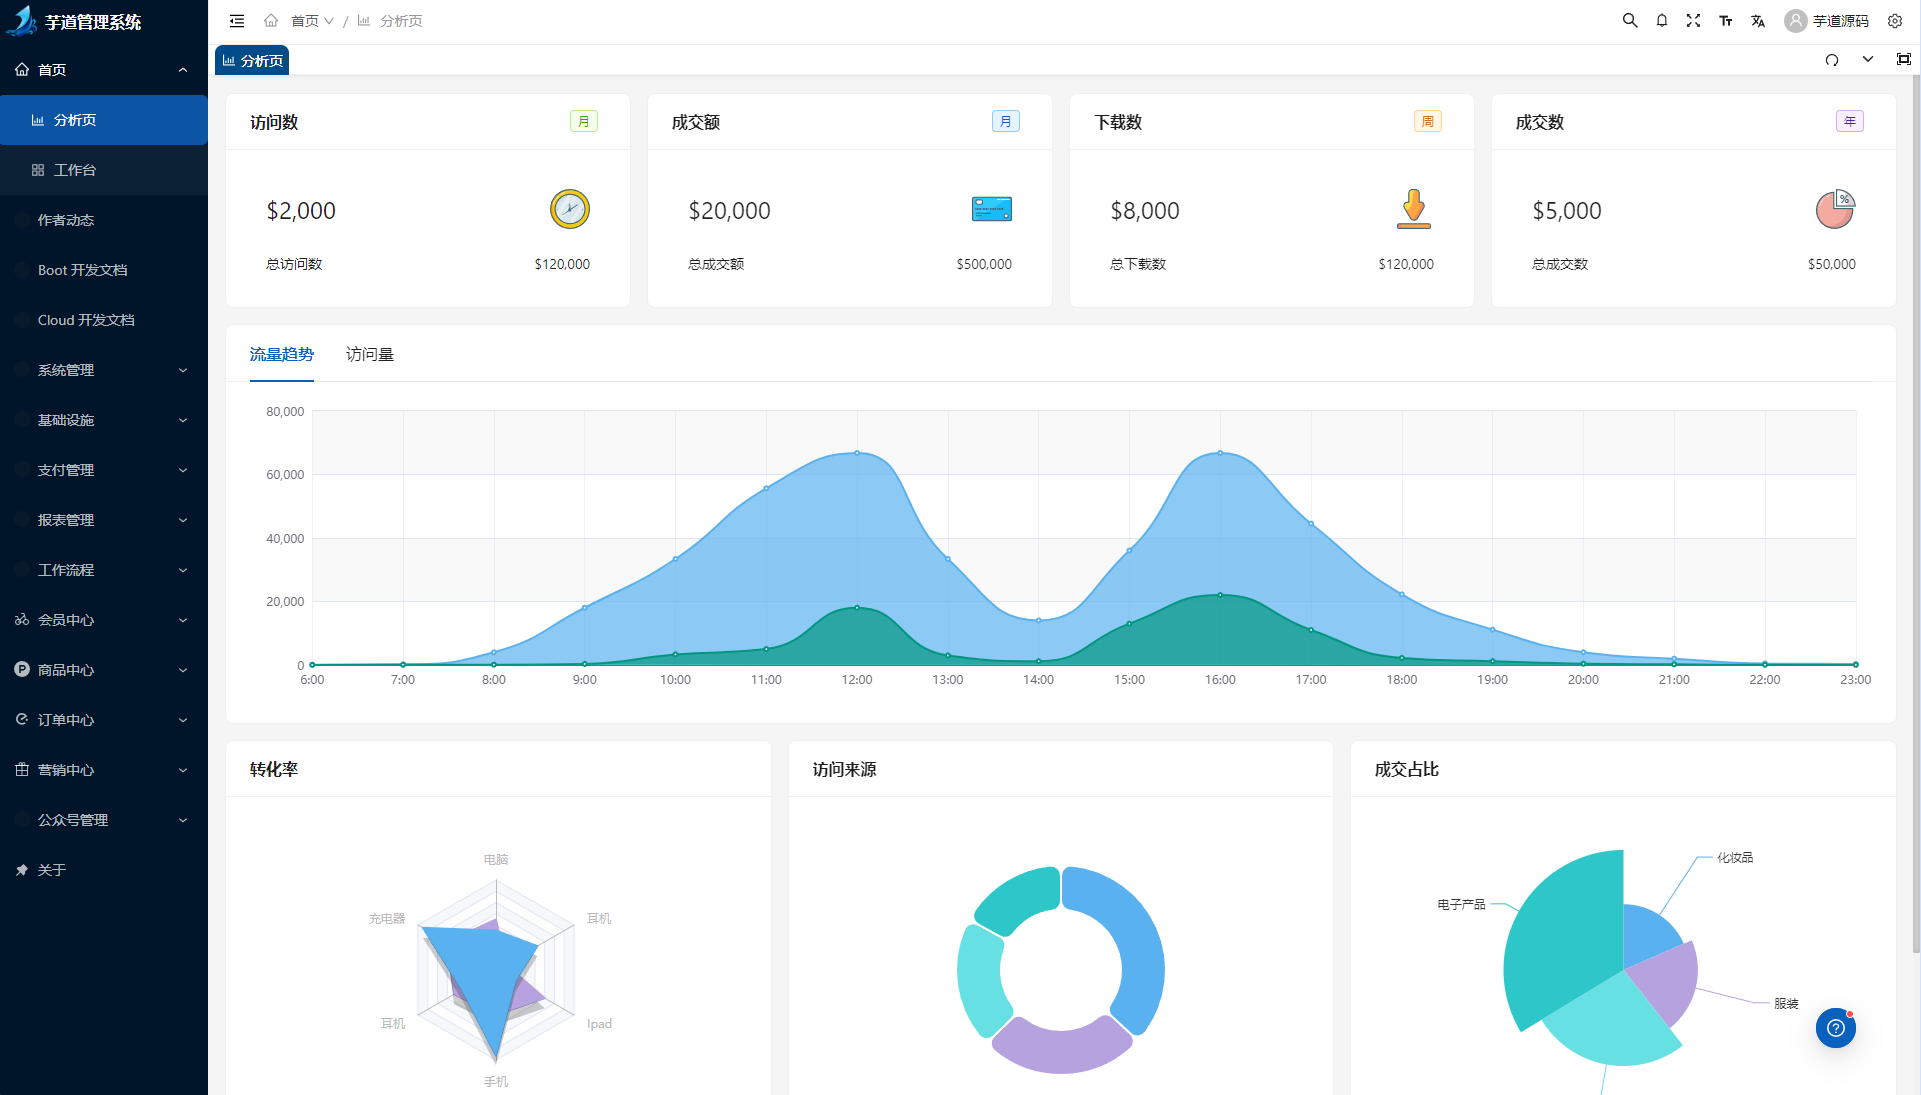 芋道管理系统
首页 / 分析页
芋道源码
首页
分析页
工作台
作者动态
Boot 开发文档
Cloud 开发文档
系统管理
基础设施
支付管理
报表管理
工作流程
会员中心
商品中心
订单中心
营销中心
公众号管理
关于
分析页
访问数 月
$2,000
总访问数 $120,000
成交额 月
$20,000
总成交额 $500,000
下载数 周
$8,000
总下载数 $120,000
成交数 年
$5,000
%
总成交数 $50,000
流量趋势 访问量
80,000
60,000
40,000
20,000
0
6:00 7:00 8:00 9:00 10:00 11:00 12:00 13:00 14:00 15:00 16:00 17:00 18:00 19:00 20:00 21:00 22:00 23:00
转化率
电脑
充电器 耳机
耳机 Ipad
手机
访问来源
成交占比
化妆品
电子产品
服装